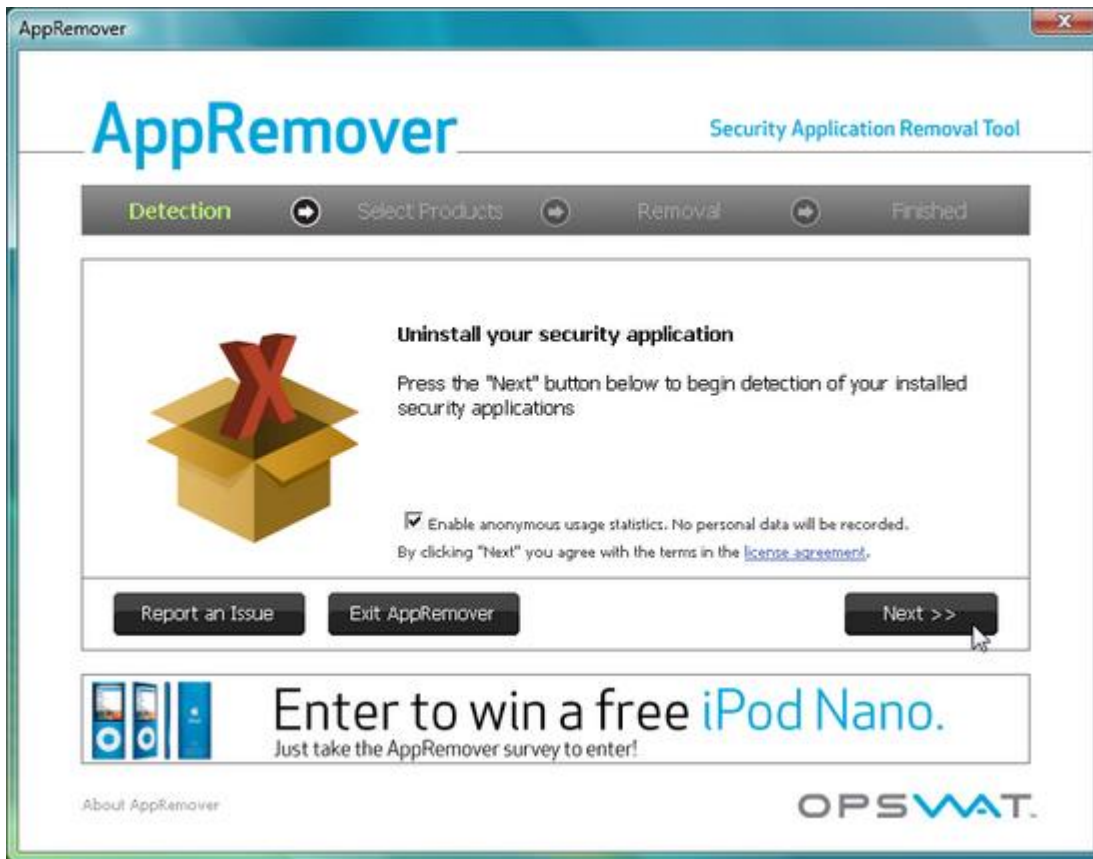 AppRemover
AppRemover
Security Application Removal Tool
Detection
Select Products
Removal
Finished
Uninstall your security application
Press the "Next" button below to begin detection of your installed
security applications
Enable anonymous usage statistics. No personal data will be recorded.
By clicking "Next" you agree with the terms in the license agreement.
Report an Issue
Exit AppRemover
Next >>
Enter to win a free iPod Nano.
Just take the AppRemover survey to enter!
About AppRemover
OPSWAT.